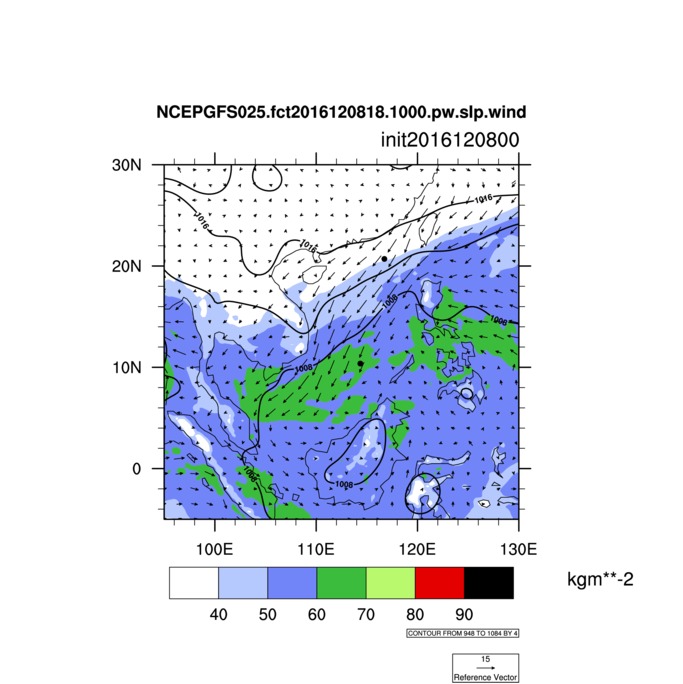 NCEPGFS025.fct2016120818.1000.pw.slp.wind
init2016120800
30N
1016
1016
1016
20N
1008
1008
10N
1008
0
1008
1008
100E 110E 120E 130E
kgm**-2
40 50 60 70 80 90
CONTOUR FROM 948 TO 1084 BY 4
15
Reference Vector